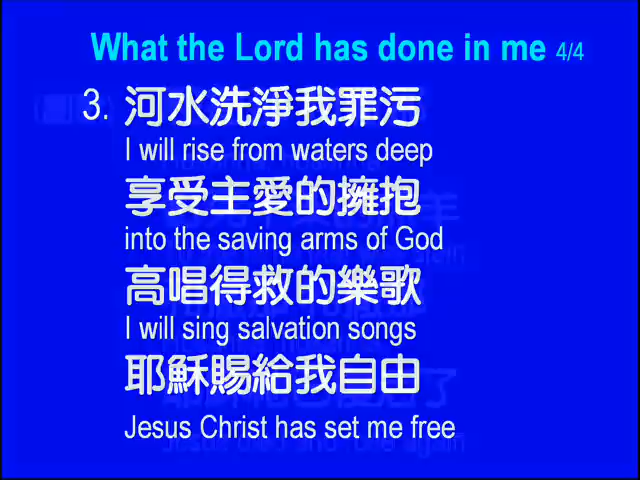 What the Lord has done in me 4/4
3. 河水洗淨我罪污
I will rise from waters deep
享受主愛的擁抱
into the saving arms of God
高唱得救的樂歌
I will sing salvation songs
耶穌賜給我自由
Jesus Christ has set me free